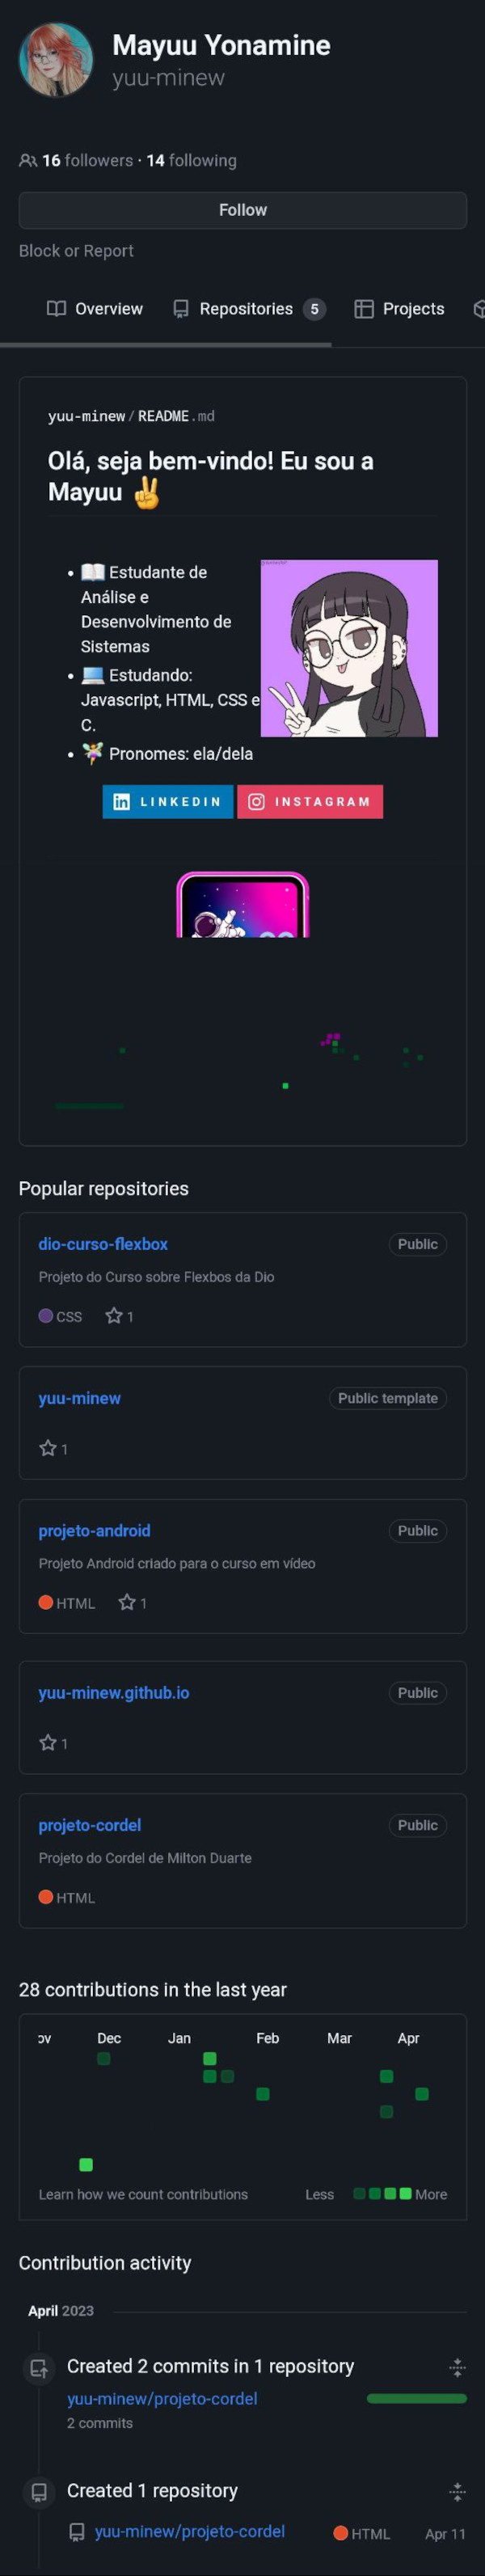 Mayuu Yonamine
yuu-minew
16 followers · 14 following
Follow
Block or Report
Overview
Repositories 5
Projects
yuu-minew/README.md
Olá, seja bem-vindo! Eu sou a
Mayuu ✌
• 📖 Estudante de
Análise e
Desenvolvimento de
Sistemas
• 💻 Estudando:
Javascript, HTML, CSS e
C.
• 🧚 Pronomes: ela/dela
LINKEDIN
INSTAGRAM
Popular repositories
dio-curso-flexbox Public
Projeto do Curso sobre Flexbos da Dio
CSS 1
yuu-minew Public template
1
projeto-android Public
Projeto Android criado para o curso em vídeo
HTML 1
yuu-minew.github.io Public
1
projeto-cordel Public
Projeto do Cordel de Milton Duarte
HTML
28 contributions in the last year
ov Dec Jan Feb Mar Apr
Learn how we count contributions Less More
Contribution activity
April 2023
Created 2 commits in 1 repository
yuu-minew/projeto-cordel
2 commits
Created 1 repository
yuu-minew/projeto-cordel HTML Apr 11